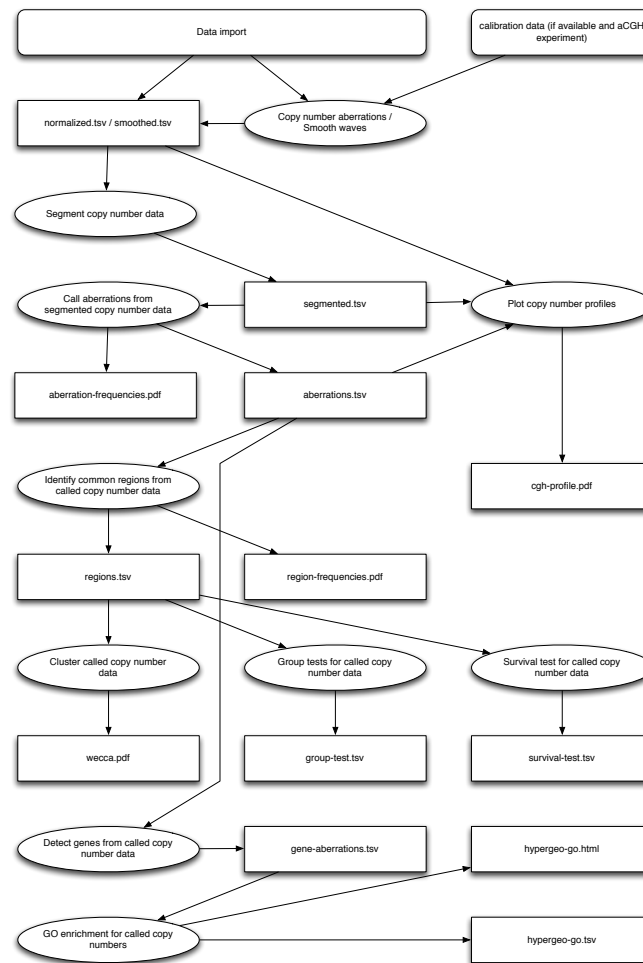 Data import
calibration data (if available and aCGH
experiment)
normalized.tsv / smoothed.tsv
Copy number aberrations /
Smooth waves
Segment copy number data
Call aberrations from
segmented copy number data
segmented.tsv
Plot copy number profiles
aberration-frequencies.pdf
aberrations.tsv
Identify common regions from
called copy number data
cgh-profile.pdf
regions.tsv
region-frequencies.pdf
Cluster called copy number
data
Group tests for called copy
number data
Survival test for called copy
number data
wecca.pdf
group-test.tsv
survival-test.tsv
Detect genes from called copy
number data
gene-aberrations.tsv
hypergeo-go.html
GO enrichment for called copy
numbers
hypergeo-go.tsv